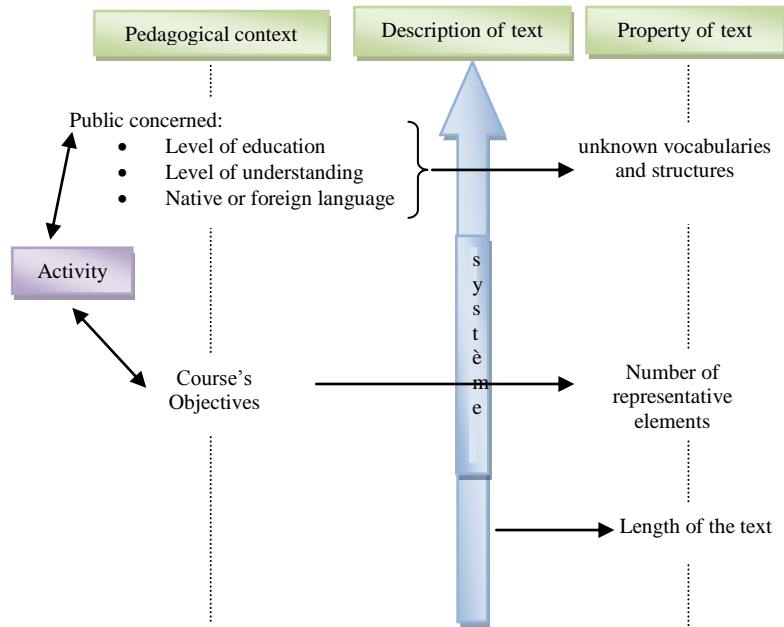 Pedagogical context
Description of text
Property of text
Public concerned:
• Level of education
• Level of understanding
• Native or foreign language
unknown vocabularies
and structures
Activity
système
Course's
Objectives
Number of
representative
elements
Length of the text